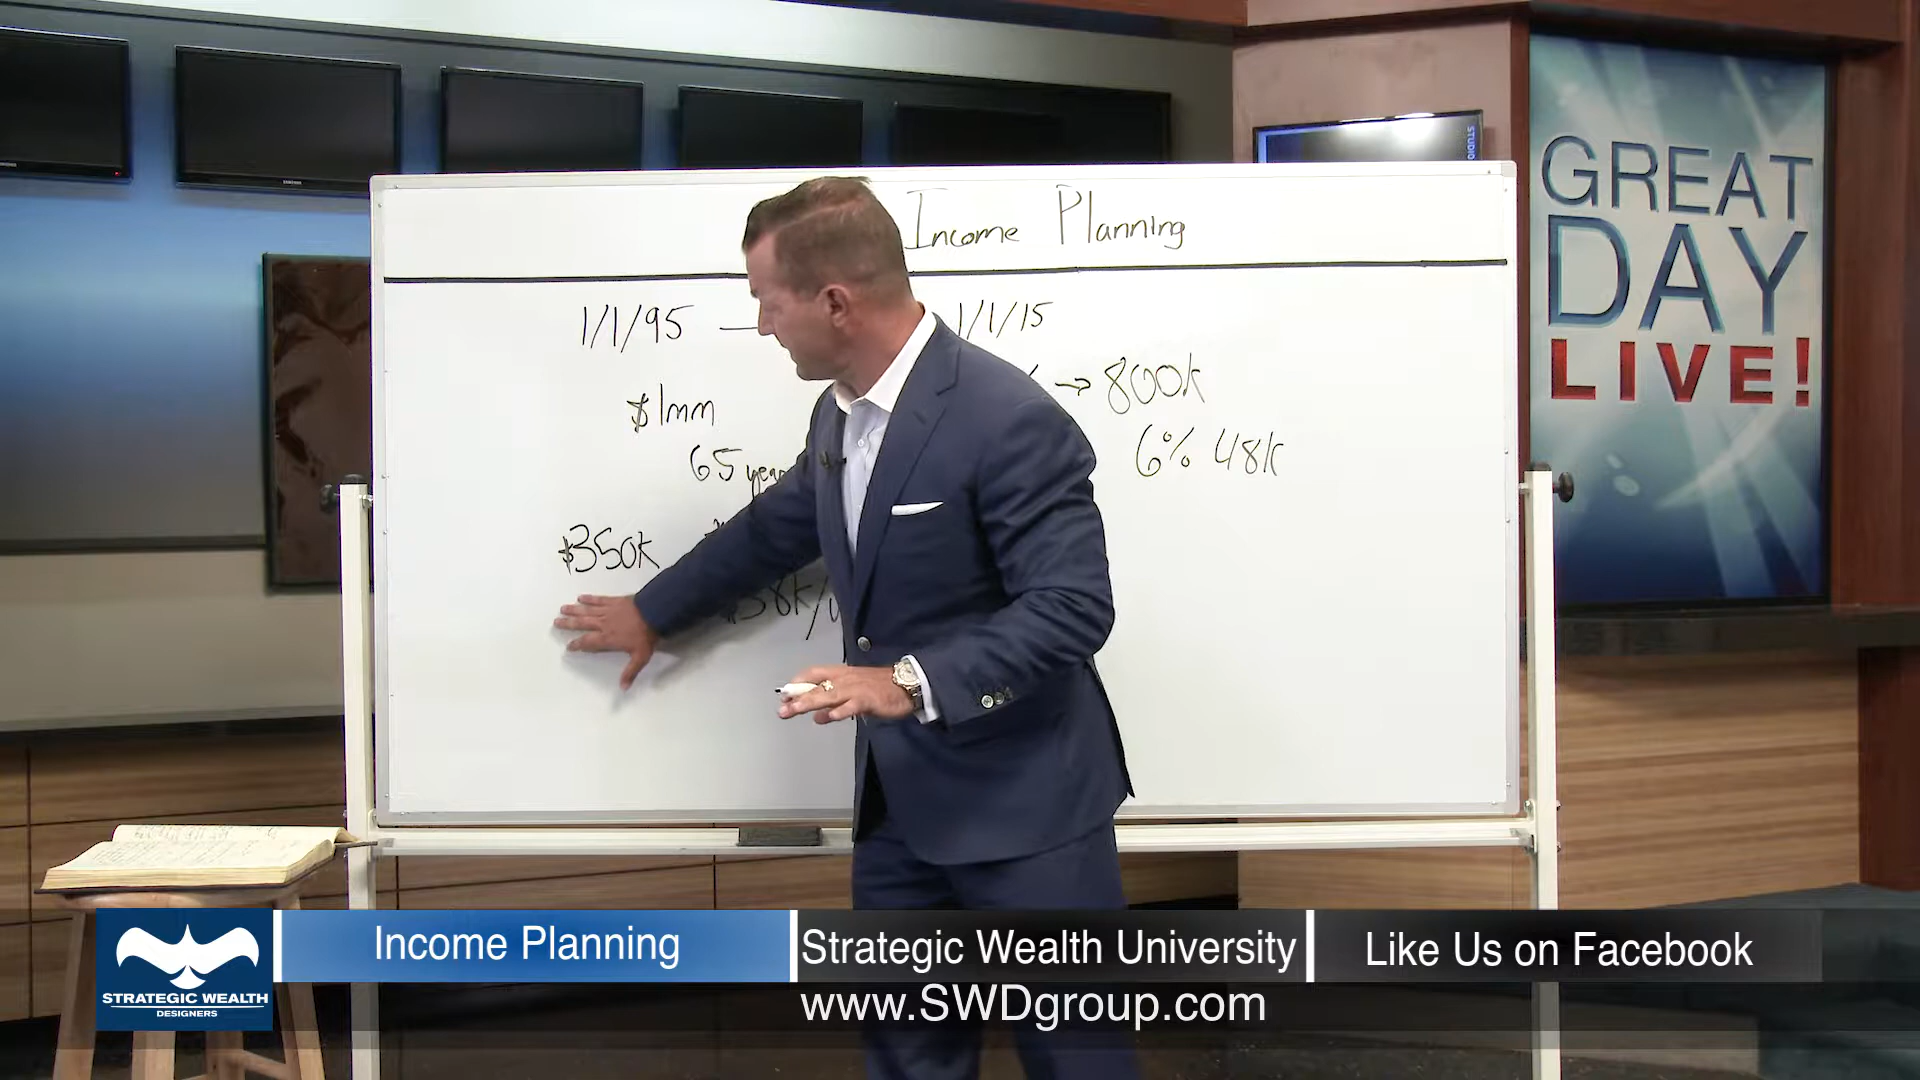 Income Planning
1/1/95 — 1/1/15
$1mm
→ 800k
65
6% 48k
$350k
$38k/
GREAT
DAY
LIVE!
STRATEGIC WEALTH
DESIGNERS
Income Planning
Strategic Wealth University
Like Us on Facebook
www.SWDgroup.com